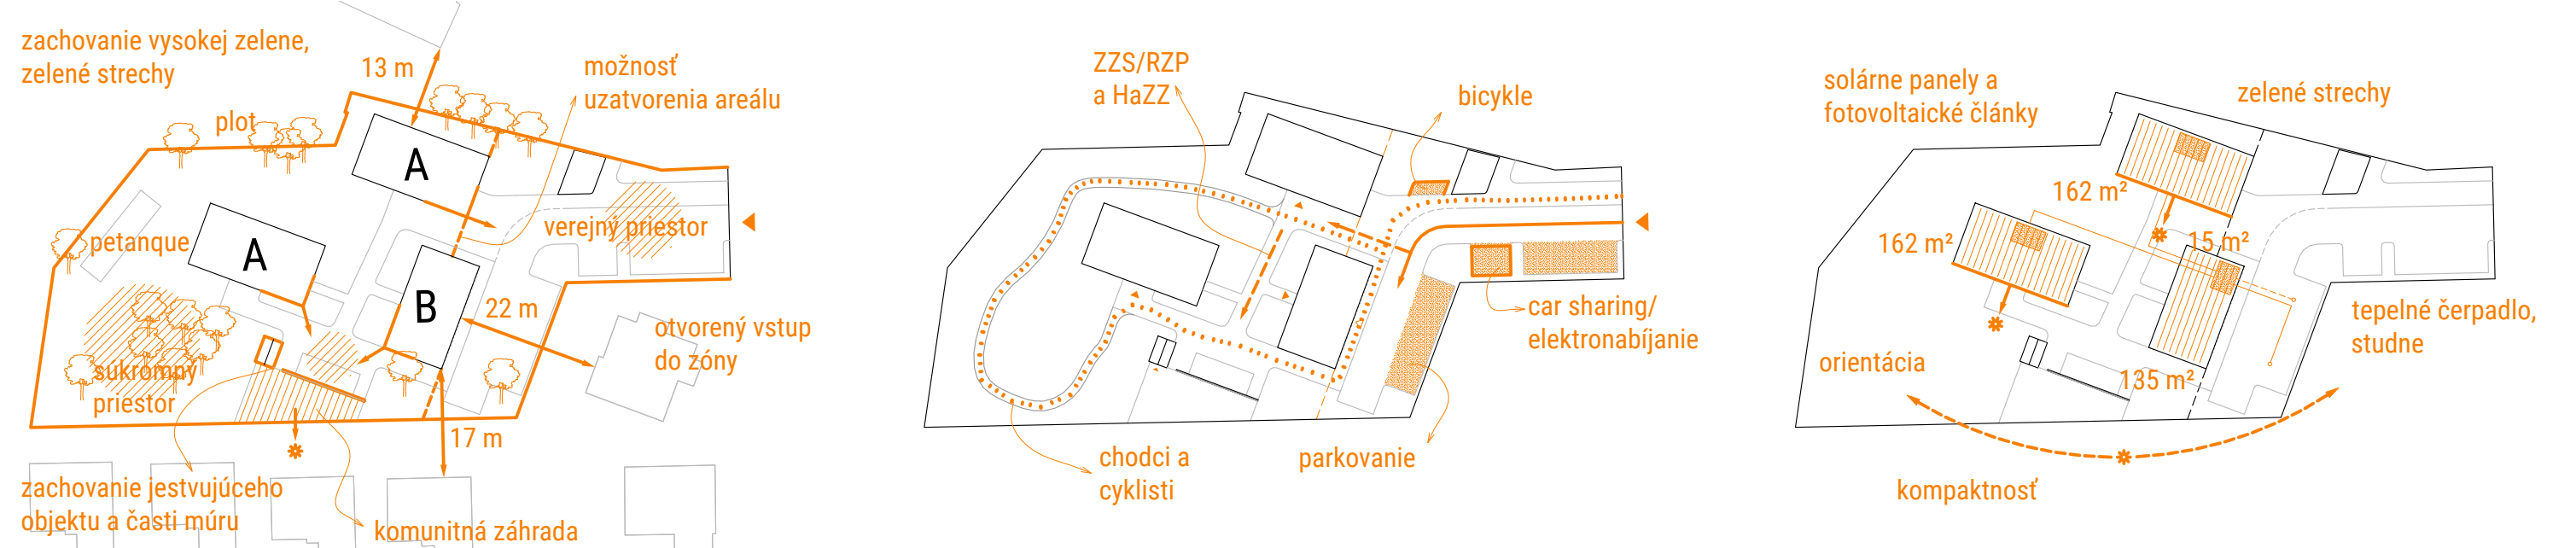 zachovanie vysokej zelene,
zelené strechy
13 m
možnosť
uzatvorenia areálu
plot
A
verejný priestor
petanque
A
B
22 m
otvorený vstup
do zóny
súkromný
priestor
17 m
zachovanie jestvujúceho
objektu a časti múru
komunitná záhrada
ZZS/RZP
a HaZZ
bicykle
car sharing/
elektronabíjanie
chodci a
cyklisti
parkovanie
solárne panely a
fotovoltaické články
zelené strechy
162 m²
162 m²
15 m²
tepelné čerpadlo,
studne
orientácia
135 m²
kompaktnosť